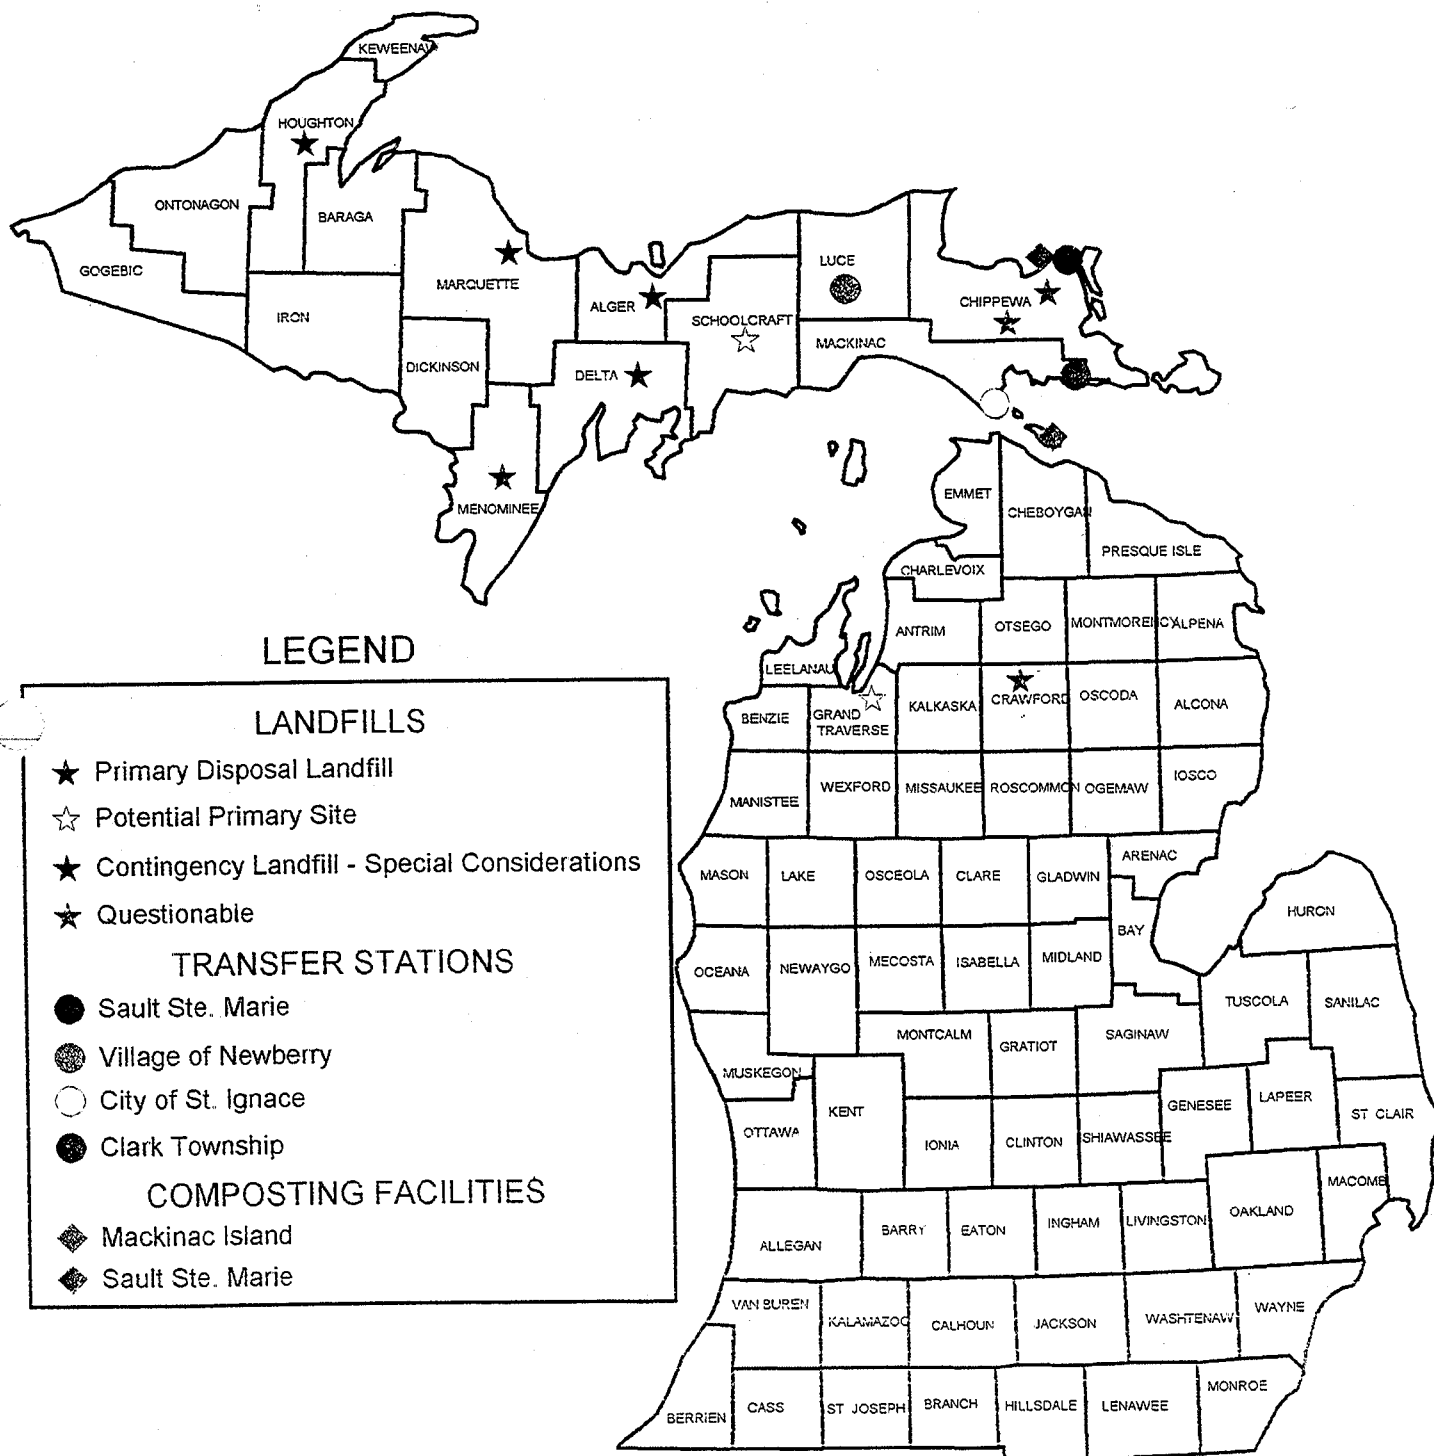 KEWEENAW
HOUGHTON
ONTONAGON
BARAGA
GOGEBIC
MARQUETTE
LUCE
CHIPPEWA
ALGER
IRON
SCHOOLCRAFT
MACKINAC
DICKINSON
DELTA
MENOMINEE
EMMET
CHEBOYGAN
PRESQUE ISLE
CHARLEVOIX
ANTRIM
OTSEGO
MONTMORENCY
ALPENA
LEELANAU
BENZIE
GRAND
TRAVERSE
KALKASKA
CRAWFORD
OSCODA
ALCONA
MANISTEE
WEXFORD
MISSAUKEE
ROSCOMMON
OGEMAW
IOSCO
MASON
LAKE
OSCEOLA
CLARE
GLADWIN
ARENAC
HURON
BAY
OCEANA
NEWAYGO
MECOSTA
ISABELLA
MIDLAND
TUSCOLA
SANILAC
MONTCALM
GRATIOT
SAGINAW
MUSKEGON
KENT
GENESEE
LAPEER
ST CLAIR
OTTAWA
IONIA
CLINTON
SHIAWASSEE
MACOMB
ALLEGAN
BARRY
EATON
INGHAM
LIVINGSTON
OAKLAND
VAN BUREN
KALAMAZOO
CALHOUN
JACKSON
WASHTENAW
WAYNE
BERRIEN
CASS
ST JOSEPH
BRANCH
HILLSDALE
LENAWEE
MONROE
LEGEND
LANDFILLS
Primary Disposal Landfill
Potential Primary Site
Contingency Landfill - Special Considerations
Questionable
TRANSFER STATIONS
Sault Ste. Marie
Village of Newberry
City of St. Ignace
Clark Township
COMPOSTING FACILITIES
Mackinac Island
Sault Ste. Marie